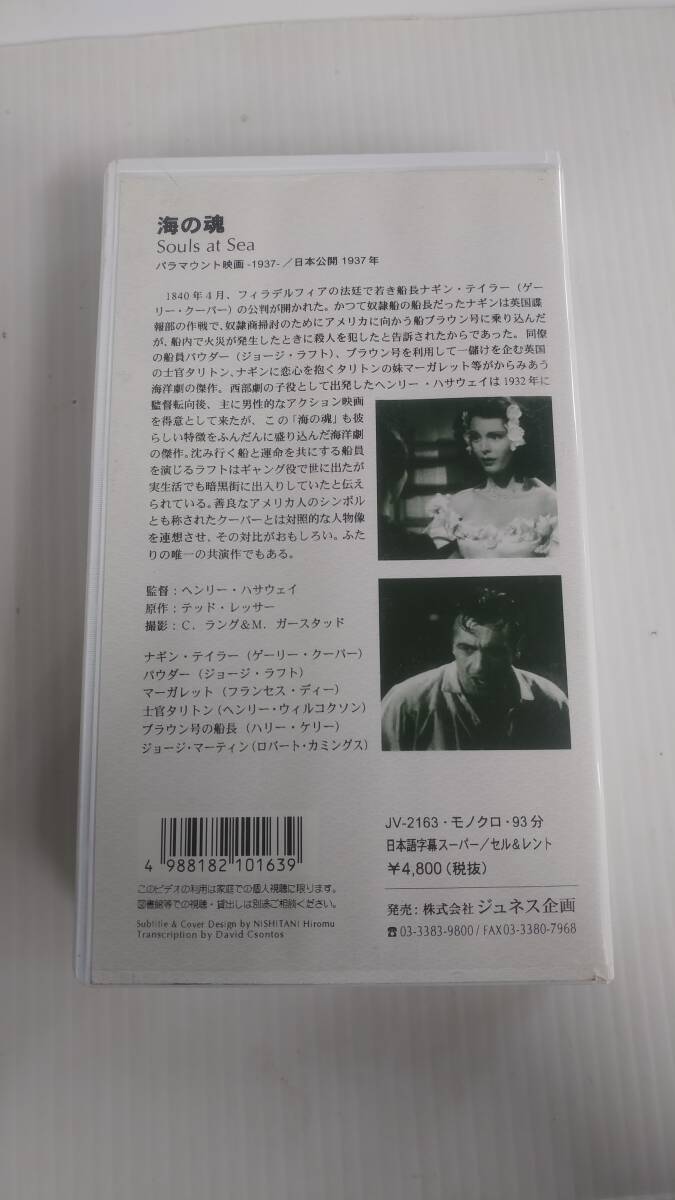 海の魂
Souls at Sea
パラマウント映画 -1937- ／日本公開 1937 年
1840 年 4 月、フィラデルフィアの法廷で若き船長ナギン・テイラー（ゲー
リー・クーパー）の公判が開かれた。かつて奴隷船の船長だったナギンは英国諜
報部の作戦で、奴隷商掃討のためにアメリカに向かう船ブラウン号に乗り込んだ
が、船内で火災が発生したときに殺人を犯したと告訴されたからであった。同僚
の船員パウダー（ジョージ・ラフト）、ブラウン号を利用して一儲けを企む英国
の士官タリトン、ナギンに恋心を抱くタリトンの妹マーガレット等がからみあう
海洋劇の傑作。西部劇の子役として出発したヘンリー・ハサウェイは 1932 年に
監督転向後、主に男性的なアクション映画
を得意として来たが、この「海の魂」も彼
らしい特徴をふんだんに盛り込んだ海洋劇
の傑作。沈み行く船と運命を共にする船員
を演じるラフトはギャング役で世に出たが
実生活でも暗黒街に出入りしていたと伝え
られている。善良なアメリカ人のシンボル
とも称されたクーパーとは対照的な人物像
を連想させ、その対比がおもしろい。ふた
りの唯一の共演作でもある。
監督：ヘンリー・ハサウェイ
原作：テッド・レッサー
撮影：C．ラング&M．ガースタッド
ナギン・テイラー（ゲーリー・クーパー）
パウダー（ジョージ・ラフト）
マーガレット（フランセス・ディー）
士官タリトン（ヘンリー・ウィルコクソン）
ブラウン号の船長（ハリー・ケリー）
ジョージ・マーティン（ロバート・カミングス）
4 988182 101639
このビデオの利用は家庭での個人視聴に限ります。
図書館等での視聴・貸出しは別途ご相談ください。
Subtitle & Cover Design by NISHITANI Hiromu
Transcription by David Csontos
JV-2163・モノクロ・93 分
日本語字幕スーパー／セル&レント
¥4,800（税抜）
発売：株式会社 ジュネス企画
☎03-3383-9800 / FAX03-3380-7968